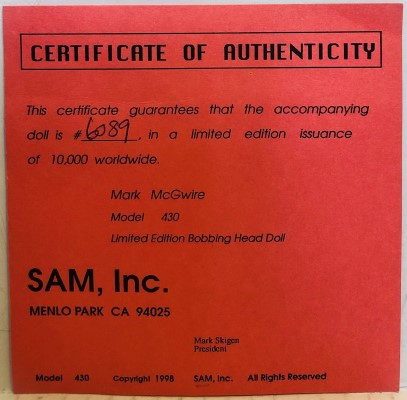 CERTIFICATE OF AUTHENTICITY
This certificate guarantees that the accompanying
doll is #6089, in a limited edition issuance
of 10,000 worldwide.
Mark McGwire
Model 430
Limited Edition Bobbing Head Doll
SAM, Inc.
MENLO PARK CA 94025
Mark Skigen
President
Model 430 Copyright 1998 SAM, Inc. All Rights Reserved